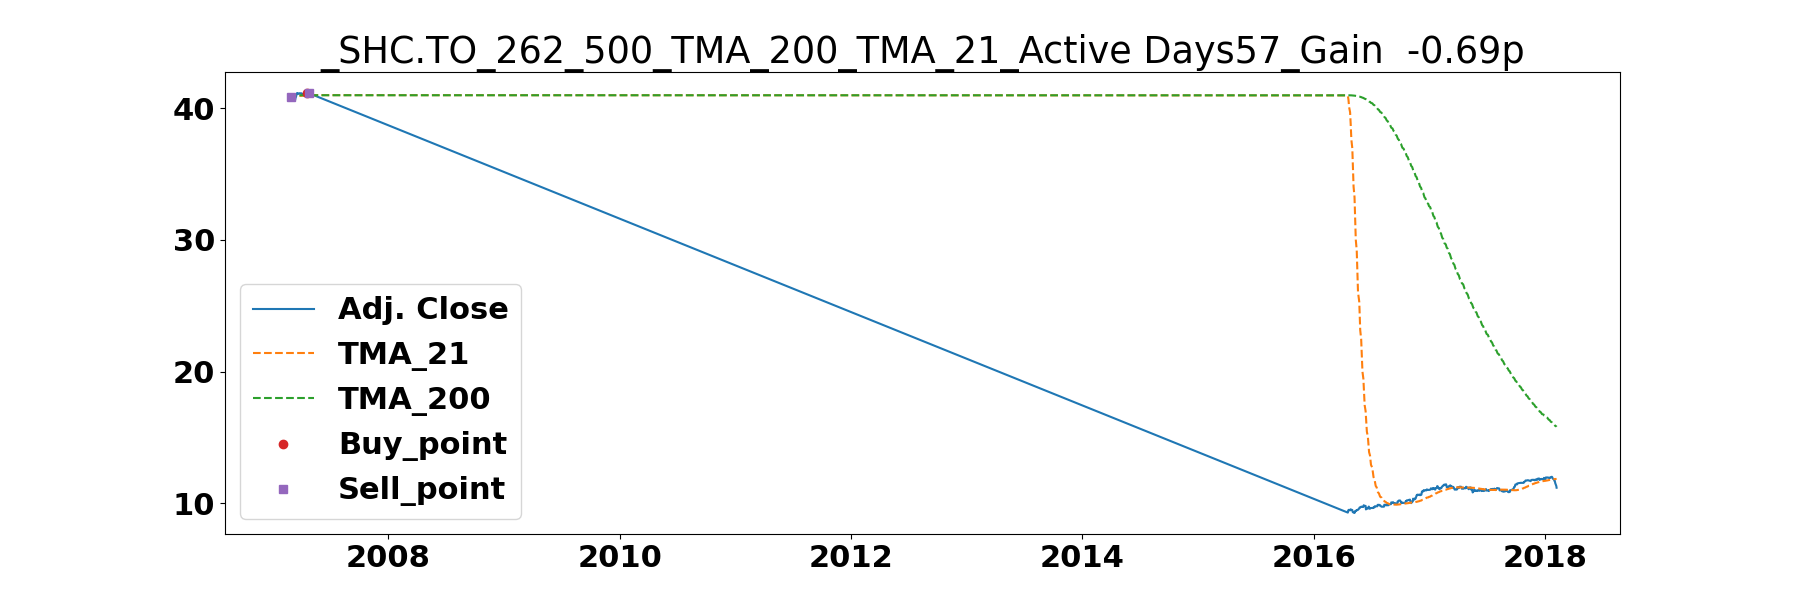 _SHC.TO_262_500_TMA_200_TMA_21_Active Days57_Gain  -0.69p
40
30
20
10
Adj. Close
TMA_21
TMA_200
Buy_point
Sell_point
2008 2010 2012 2014 2016 2018